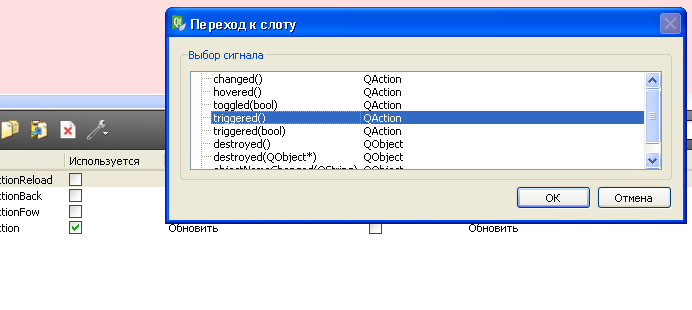 Переход к слоту
Выбор сигнала
changed() QAction
hovered() QAction
toggled(bool) QAction
triggered() QAction
triggered(bool) QAction
destroyed() QObject
destroyed(QObject*) QObject
objectNameChanged(QString) QObject
OK Отмена
Используется
ctionReload
ctionBack
ctionFow
ction Обновить Обновить